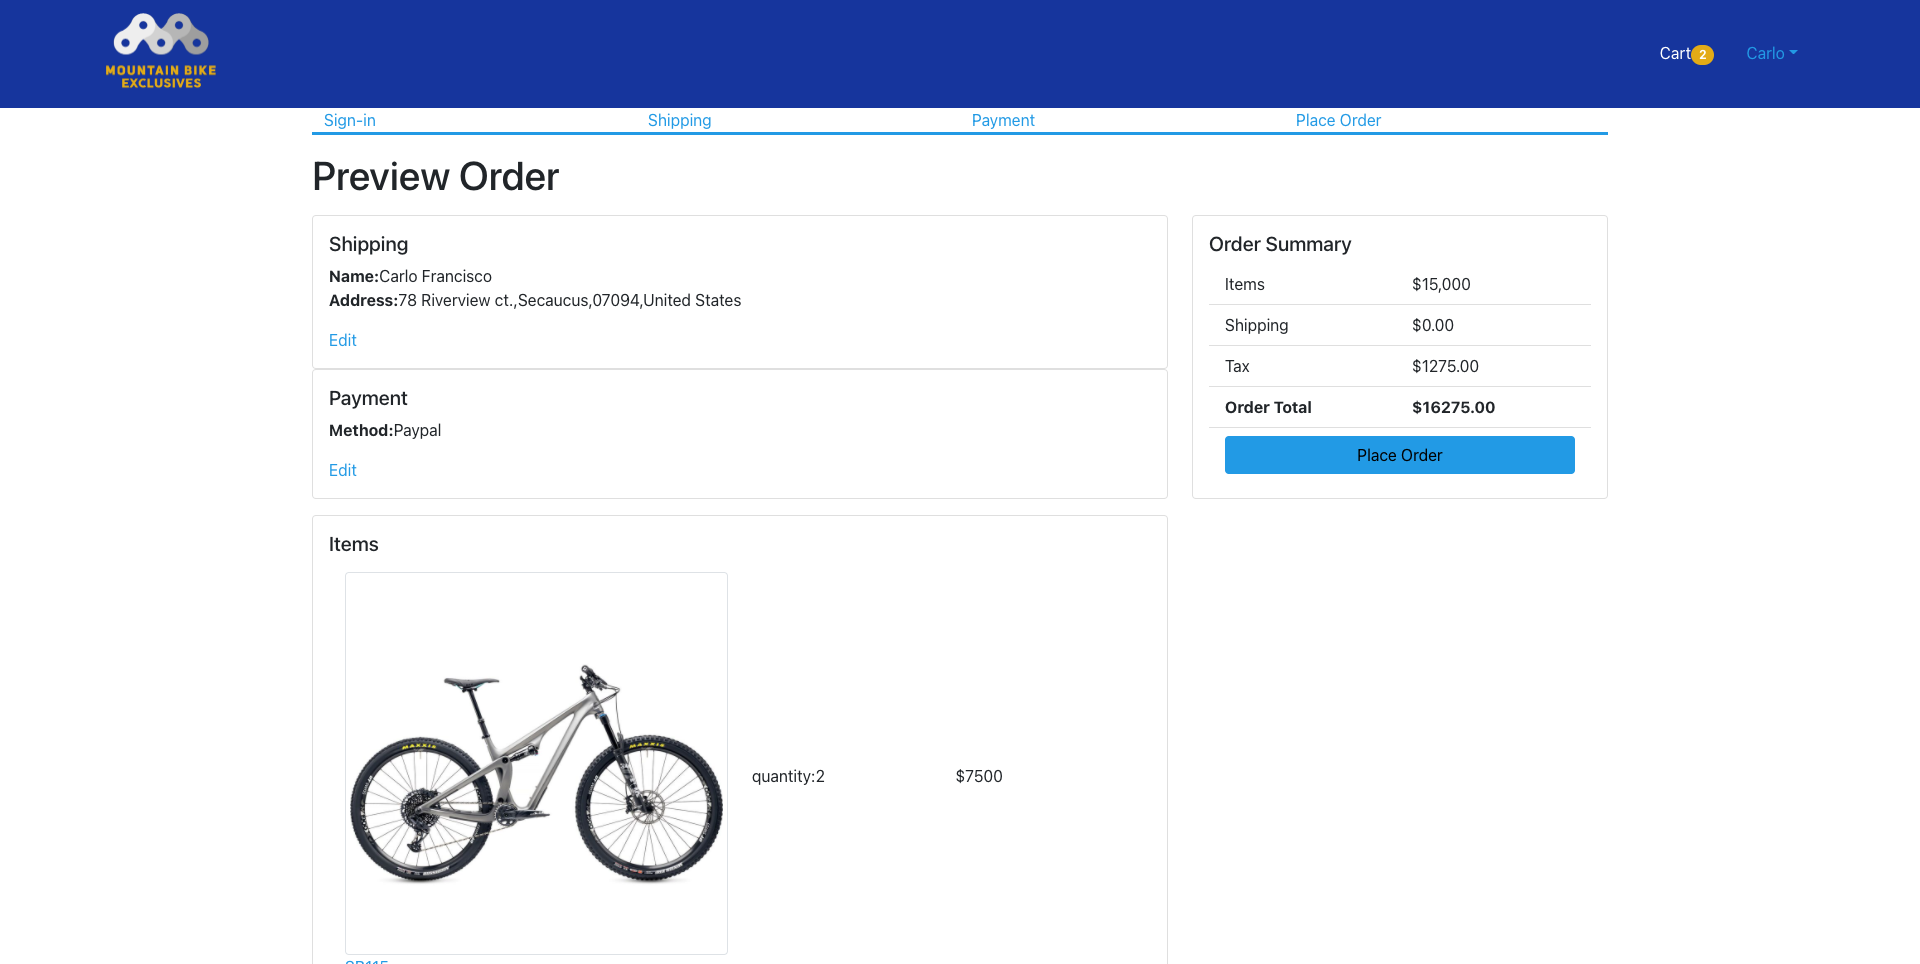 MOUNTAIN BIKE
EXCLUSIVES
Cart 2
Carlo
Sign-in
Shipping
Payment
Place Order
Preview Order
Shipping
Name:Carlo Francisco
Address:78 Riverview ct.,Secaucus,07094,United States
Edit
Payment
Method:Paypal
Edit
Order Summary
Items $15,000
Shipping $0.00
Tax $1275.00
Order Total $16275.00
Place Order
Items
MAXXIS
MAXXIS
quantity:2
$7500